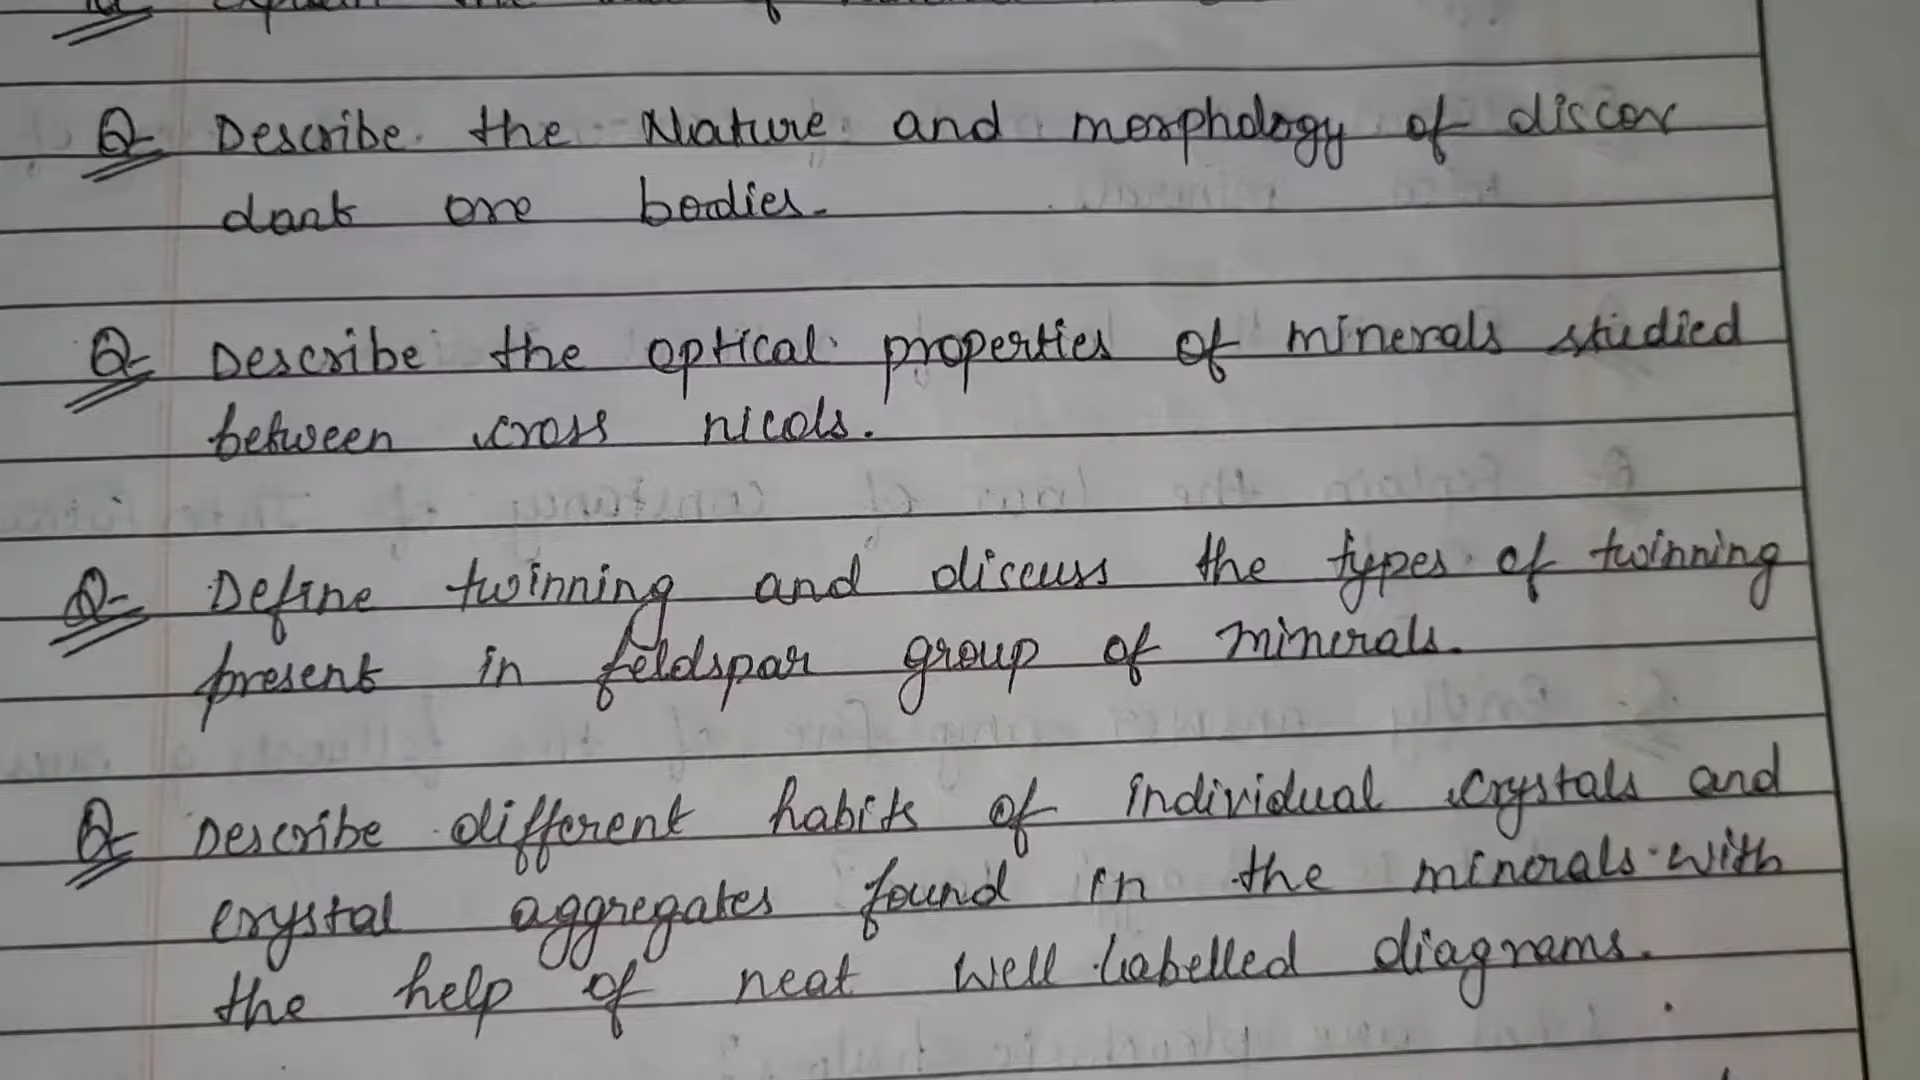 Q Describe the Nature and morphology of discor
dant ore bodies.
Q Describe the optical properties of minerals studied
between cross nicols.
Q- Define twinning and discuss the types of twinning
present in feldspar group of minerals.
Q Describe different habits of individual crystals and
crystal aggregates found in the minerals with
the help of neat well labelled diagrams.